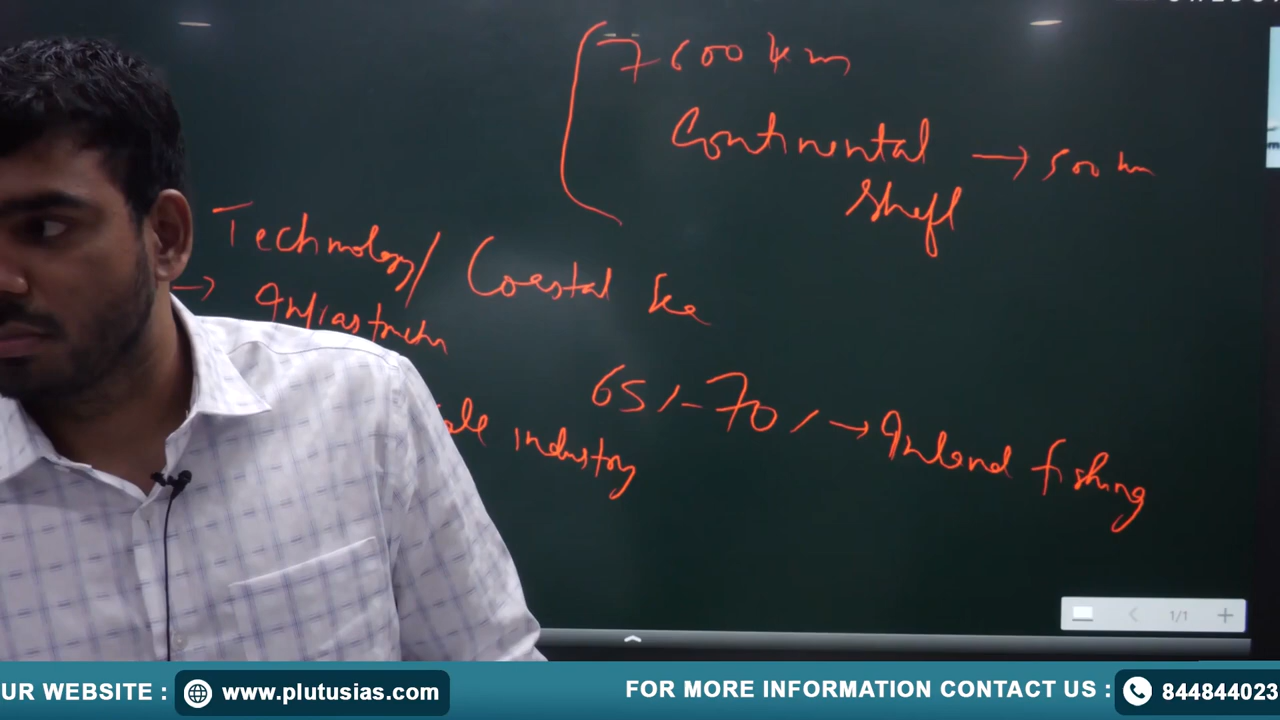 7600 km
Continental → 500 km
Shelf
Technology/ Coastal
→ Infrastructure
65% - 70% → Inland fishing
industry
1/1
UR WEBSITE : www.plutusias.com
FOR MORE INFORMATION CONTACT US : 844844023